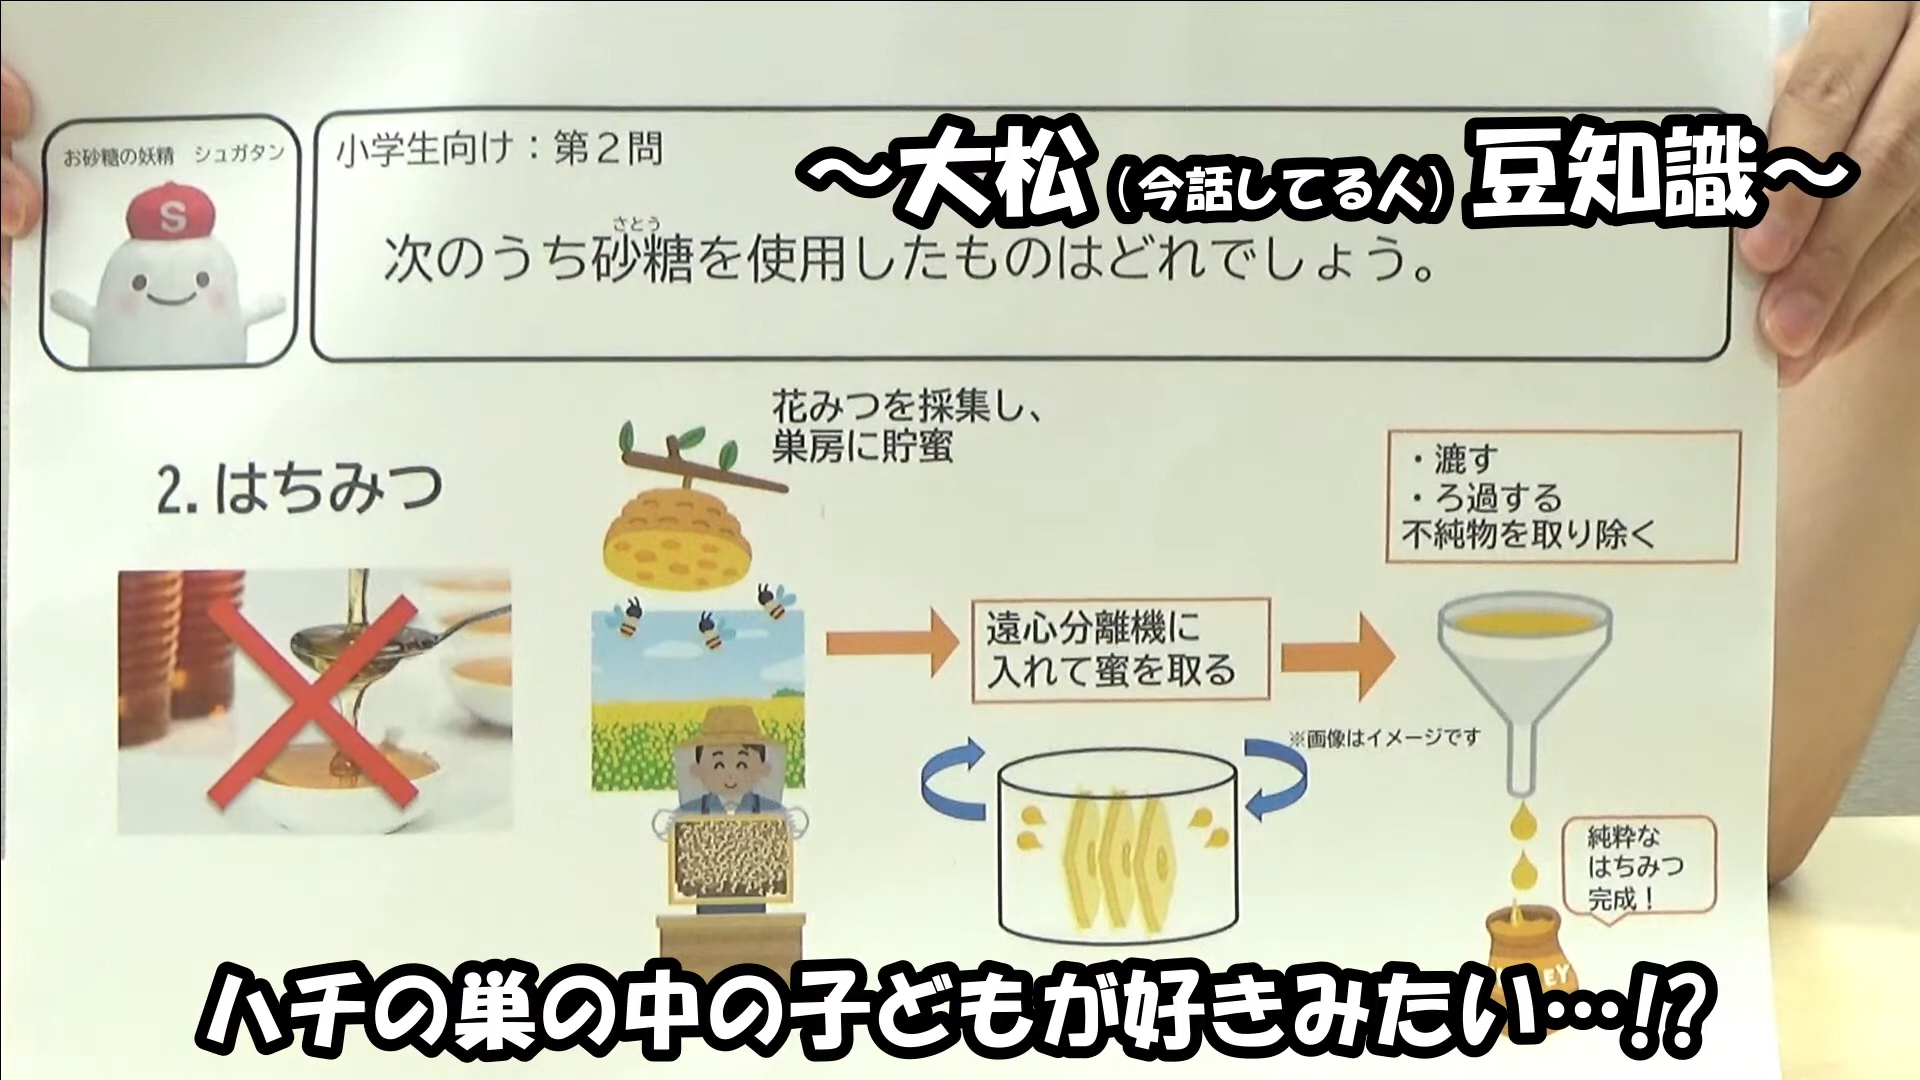 お砂糖の妖精 シュガタン
S
小学生向け：第２問
～大松（今話してる人）豆知識～
さとう
次のうち砂糖を使用したものはどれでしょう。
2. はちみつ
花みつを採集し、
巣房に貯蜜
遠心分離機に
入れて蜜を取る
・漉す
・ろ過する
不純物を取り除く
※画像はイメージです
純粋な
はちみつ
完成！
EY
ハチの巣の中の子どもが好きみたい…!?